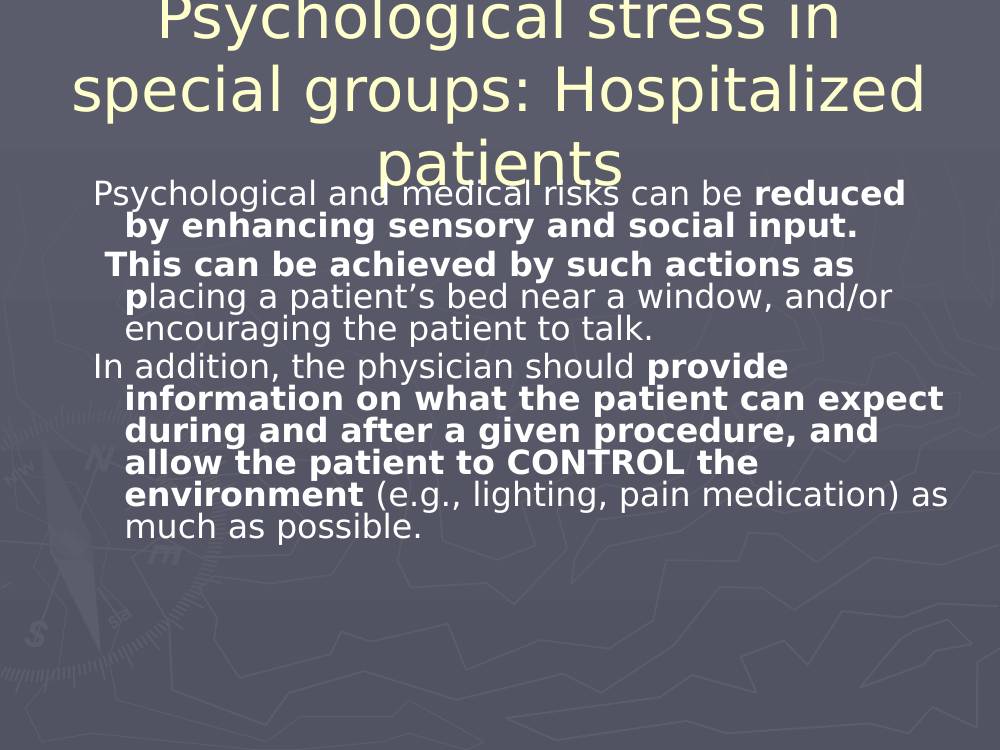 Psychological stress in
special groups: Hospitalized
patients
Psychological and medical risks can be reduced
by enhancing sensory and social input.
This can be achieved by such actions as
placing a patient’s bed near a window, and/or
encouraging the patient to talk.
In addition, the physician should provide
information on what the patient can expect
during and after a given procedure, and
allow the patient to CONTROL the
environment (e.g., lighting, pain medication) as
much as possible.
NW
N
E
S
SE